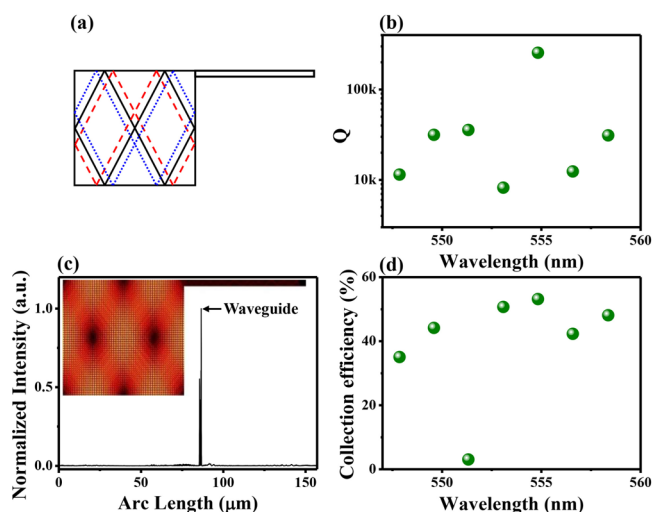 (a)
(b)
100k
10k
Q
550
555
560
Wavelength (nm)
(c)
1.0
0.5
0.0
Normalized Intensity (a.u.)
Waveguide
0
50
100
150
Arc Length (μm)
(d)
60
40
20
0
Collection efficiency (%)
550
555
560
Wavelength (nm)